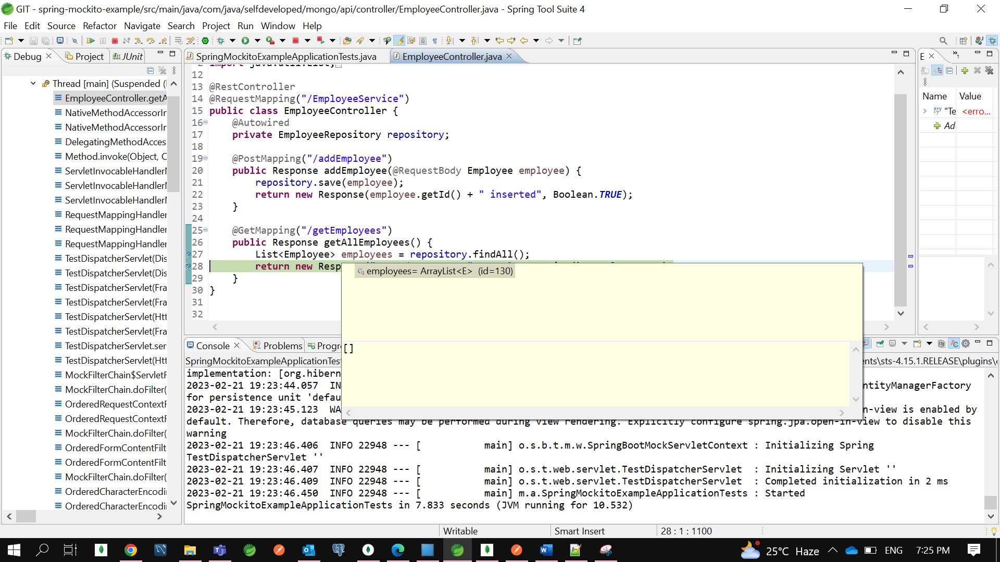 GIT - spring-mockito-example/src/main/java/com/java/selfdeveloped/mongo/api/controller/EmployeeController.java - Spring Tool Suite 4
File Edit Source Refactor Navigate Search Project Run Window Help
Debug
Project
JUnit
Thread [main] (Suspended (
EmployeeController.getA
NativeMethodAccessorIr
NativeMethodAccessorIr
DelegatingMethodAcces
Method.invoke(Object, C
ServletInvocableHandlerM
ServletInvocableHandlerM
ServletInvocableHandlerM
RequestMappingHandler
RequestMappingHandler
RequestMappingHandler
TestDispatcherServlet(Dis
TestDispatcherServlet(Dis
TestDispatcherServlet(Fra
TestDispatcherServlet(Fra
TestDispatcherServlet(Htt
TestDispatcherServlet(Fra
TestDispatcherServlet.ser
TestDispatcherServlet(Htt
MockFilterChain$ServletF
MockFilterChain.doFilter(
OrderedRequestContextF
OrderedRequestContextF
MockFilterChain.doFilter(
OrderedFormContentFilt
OrderedFormContentFilt
MockFilterChain.doFilter(
OrderedCharacterEncodi
OrderedCharacterEncodi
SpringMockitoExampleApplicationTests.java
EmployeeController.java
2 import java.util.List;
12
13 @RestController
14 @RequestMapping("/EmployeeService")
15 public class EmployeeController {
16 @Autowired
17 private EmployeeRepository repository;
18
19 @PostMapping("/addEmployee")
20 public Response addEmployee(@RequestBody Employee employee) {
21 repository.save(employee);
22 return new Response(employee.getId() + " inserted", Boolean.TRUE);
23 }
24
25 @GetMapping("/getEmployees")
26 public Response getAllEmployees() {
27 List<Employee> employees = repository.findAll();
28 return new Resp
29 }
30 }
31
32
employees= ArrayList<E> (id=130)
[]
E
1
Name Value
"Te <erro...
Ad
Console
Problems
Progr
SpringMockitoExampleApplicationTest
ents\sts-4.15.1.RELEASE\plugins\
implementation: [org.hibern
2023-02-21 19:23:44.057 IN
ntityManagerFactory
for persistence unit 'defau
2023-02-21 19:23:45.123 WA
n-view is enabled by
default. Therefore, database queries may be performed during view rendering. Explicitly configure spring.jpa.open-in-view to disable this
warning
2023-02-21 19:23:46.406 INFO 22948 --- [ main] o.s.b.t.m.w.SpringBootMockServletContext : Initializing Spring
TestDispatcherServlet ''
2023-02-21 19:23:46.407 INFO 22948 --- [ main] o.s.t.web.servlet.TestDispatcherServlet : Initializing Servlet ''
2023-02-21 19:23:46.409 INFO 22948 --- [ main] o.s.t.web.servlet.TestDispatcherServlet : Completed initialization in 2 ms
2023-02-21 19:23:46.450 INFO 22948 --- [ main] m.a.SpringMockitoExampleApplicationTests : Started
SpringMockitoExampleApplicationTests in 7.833 seconds (JVM running for 10.532)
Writable
Smart Insert
28 : 1 : 1100
25°C Haze
ENG
7:25 PM